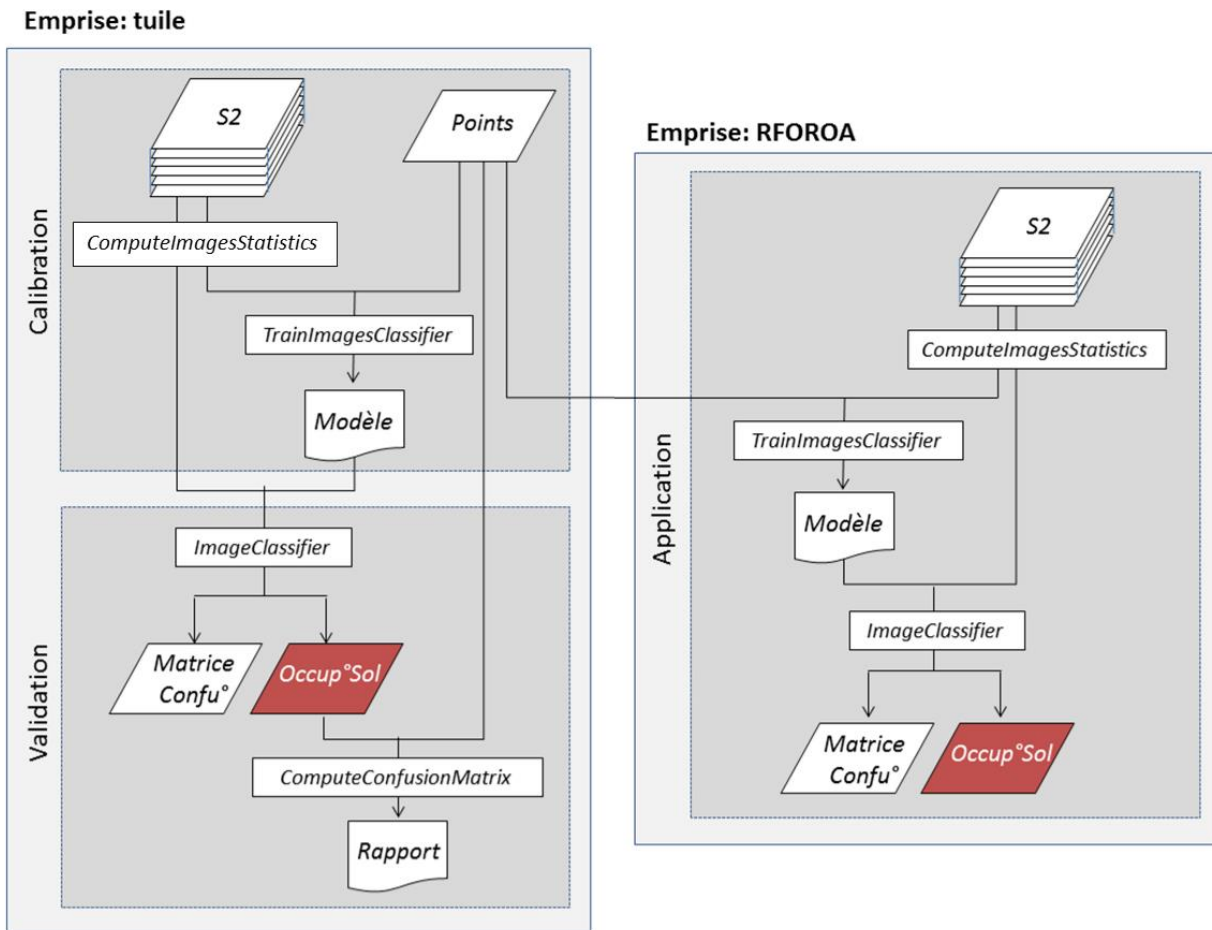 Emprise: tuile
Calibration
S2
Points
ComputeImagesStatistics
TrainImagesClassifier
Modèle
Validation
ImageClassifier
Matrice
Confu°
Occup°Sol
ComputeConfusionMatrix
Rapport
Emprise: RFOROA
Application
S2
ComputeImagesStatistics
TrainImagesClassifier
Modèle
ImageClassifier
Matrice
Confu°
Occup°Sol